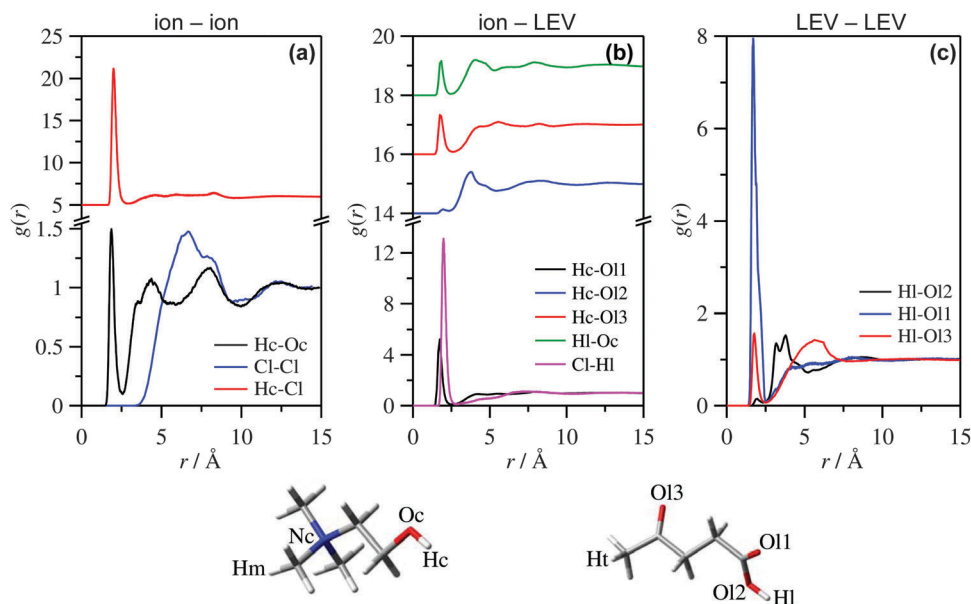 ion – ion
ion – LEV
LEV – LEV
(a)
(b)
(c)
g(r)
25
20
15
10
5
1.5
1
0.5
0
Hc-Oc
Cl-Cl
Hc-Cl
0 5 10 15
r / Å
g(r)
20
18
16
14
12
8
4
0
Hc-Ol1
Hc-Ol2
Hc-Ol3
Hl-Oc
Cl-Hl
0 5 10 15
r / Å
g(r)
8
6
4
2
0
Hl-Ol2
Hl-Ol1
Hl-Ol3
0 5 10 15
r / Å
Nc
Oc
Hc
Hm
Ol3
Ht
Ol1
Ol2
Hl